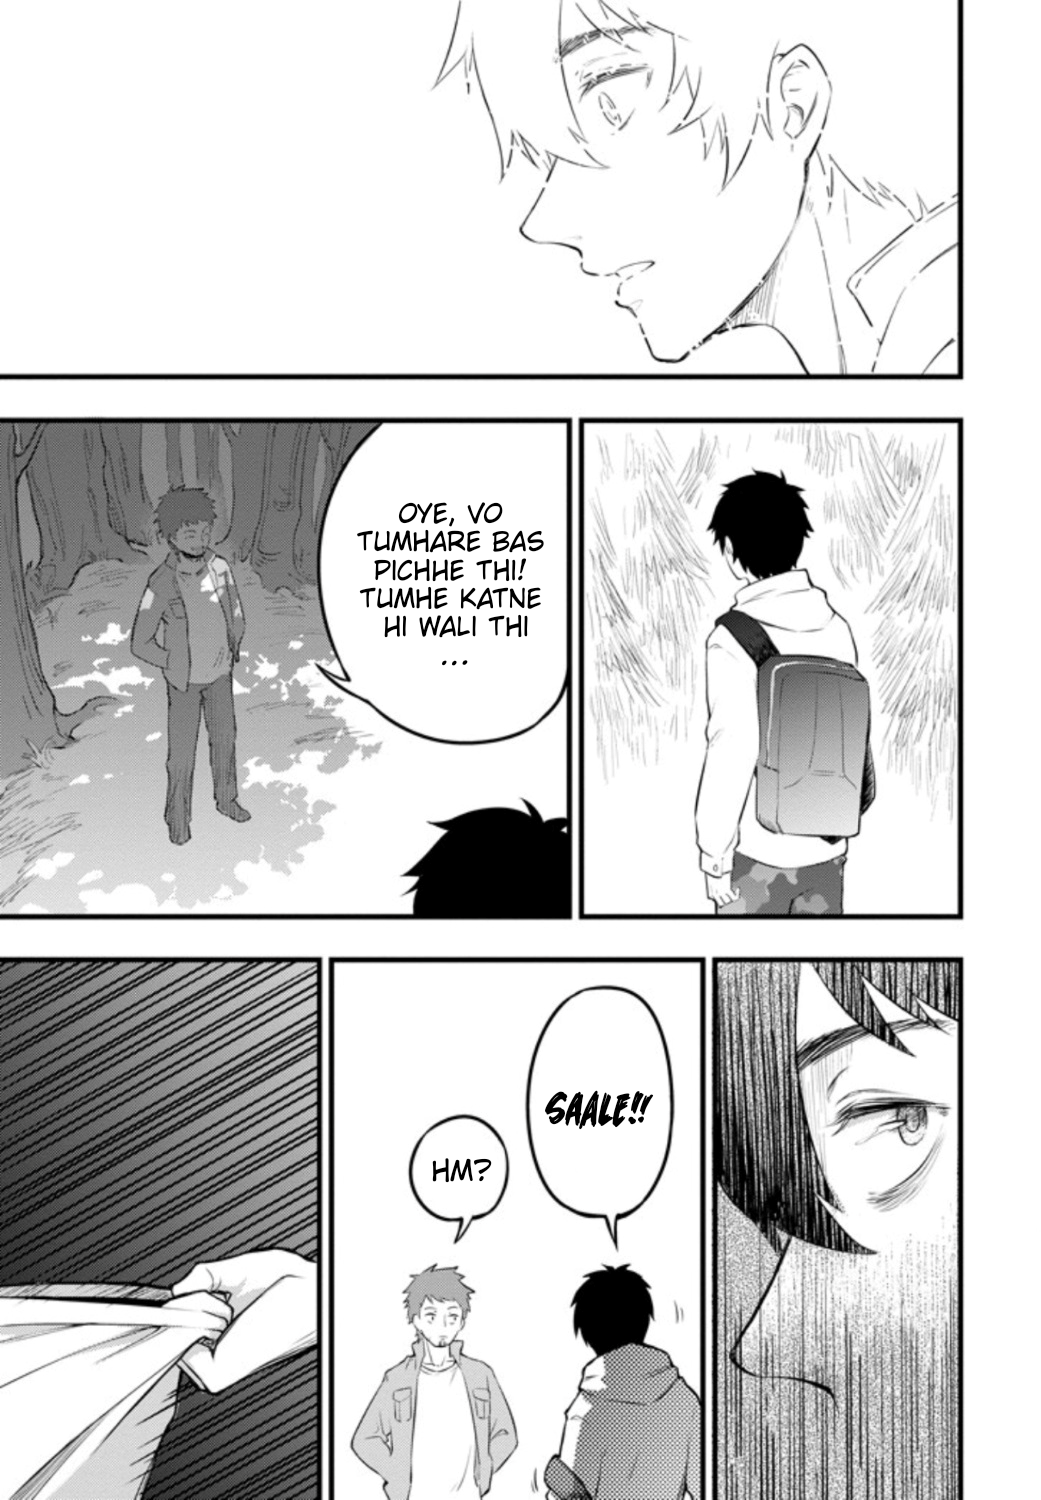 OYE, VO
TUMHARE BAS
PICHHE THI!
TUMHE KATNE
HI WALI THI
...
SAALE!!
HM?